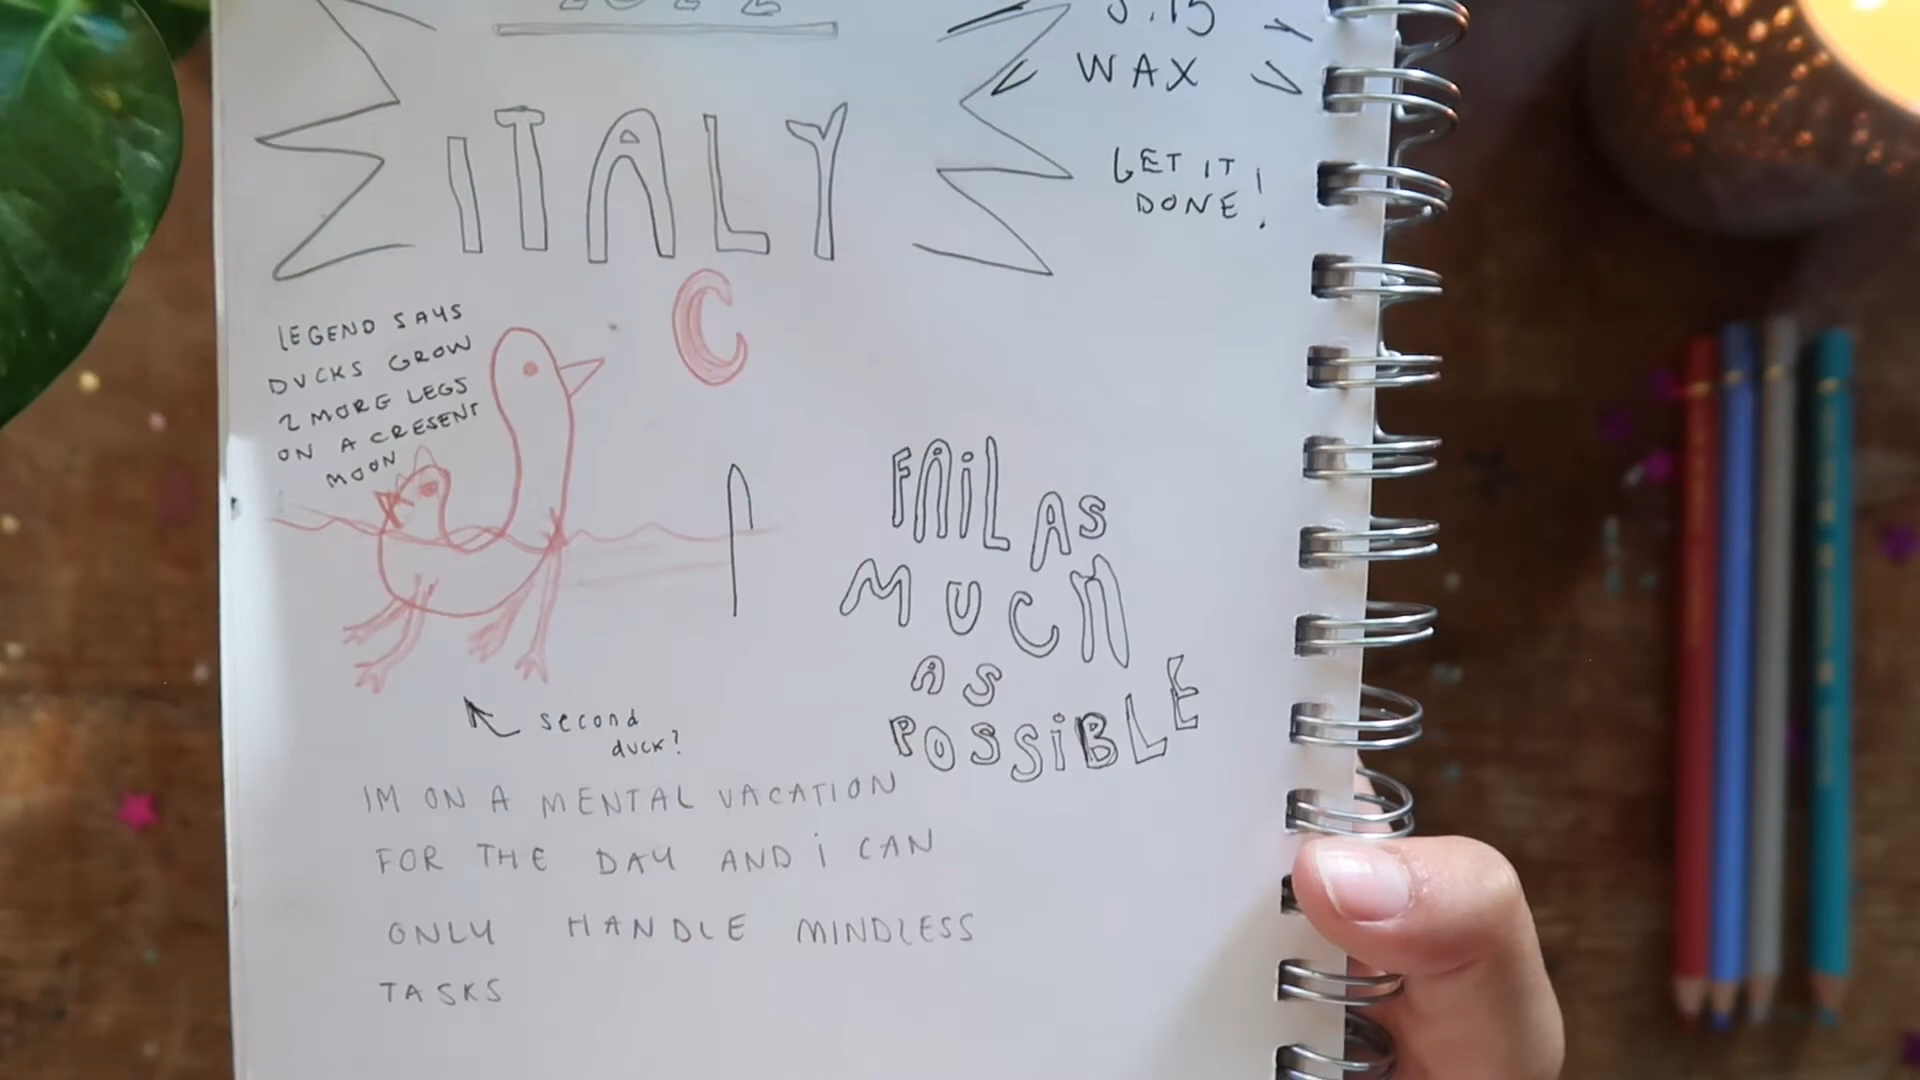 ITALY
WAX
GET IT
DONE!
LEGEND SAYS
DUCKS GROW
2 MORE LEGS
ON A CRESENT
MOON
FAIL AS
MUCH
AS
POSSIBLE
second
duck?
IM ON A MENTAL VACATION
FOR THE DAY AND i CAN
ONLY HANDLE MINDLESS
TASKS